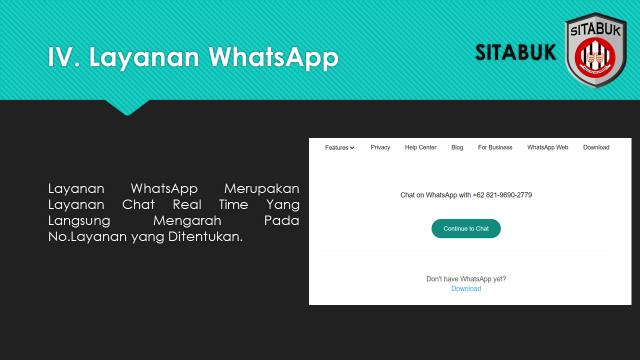 IV. Layanan WhatsApp
SITABUK
SITABUK
Layanan WhatsApp Merupakan
Layanan Chat Real Time Yang
Langsung Mengarah Pada
No.Layanan yang Ditentukan.
Features Privacy Help Center Blog For Business WhatsApp Web Download
Chat on WhatsApp with +62 821-9690-2779
Continue to Chat
Don't have WhatsApp yet?
Download